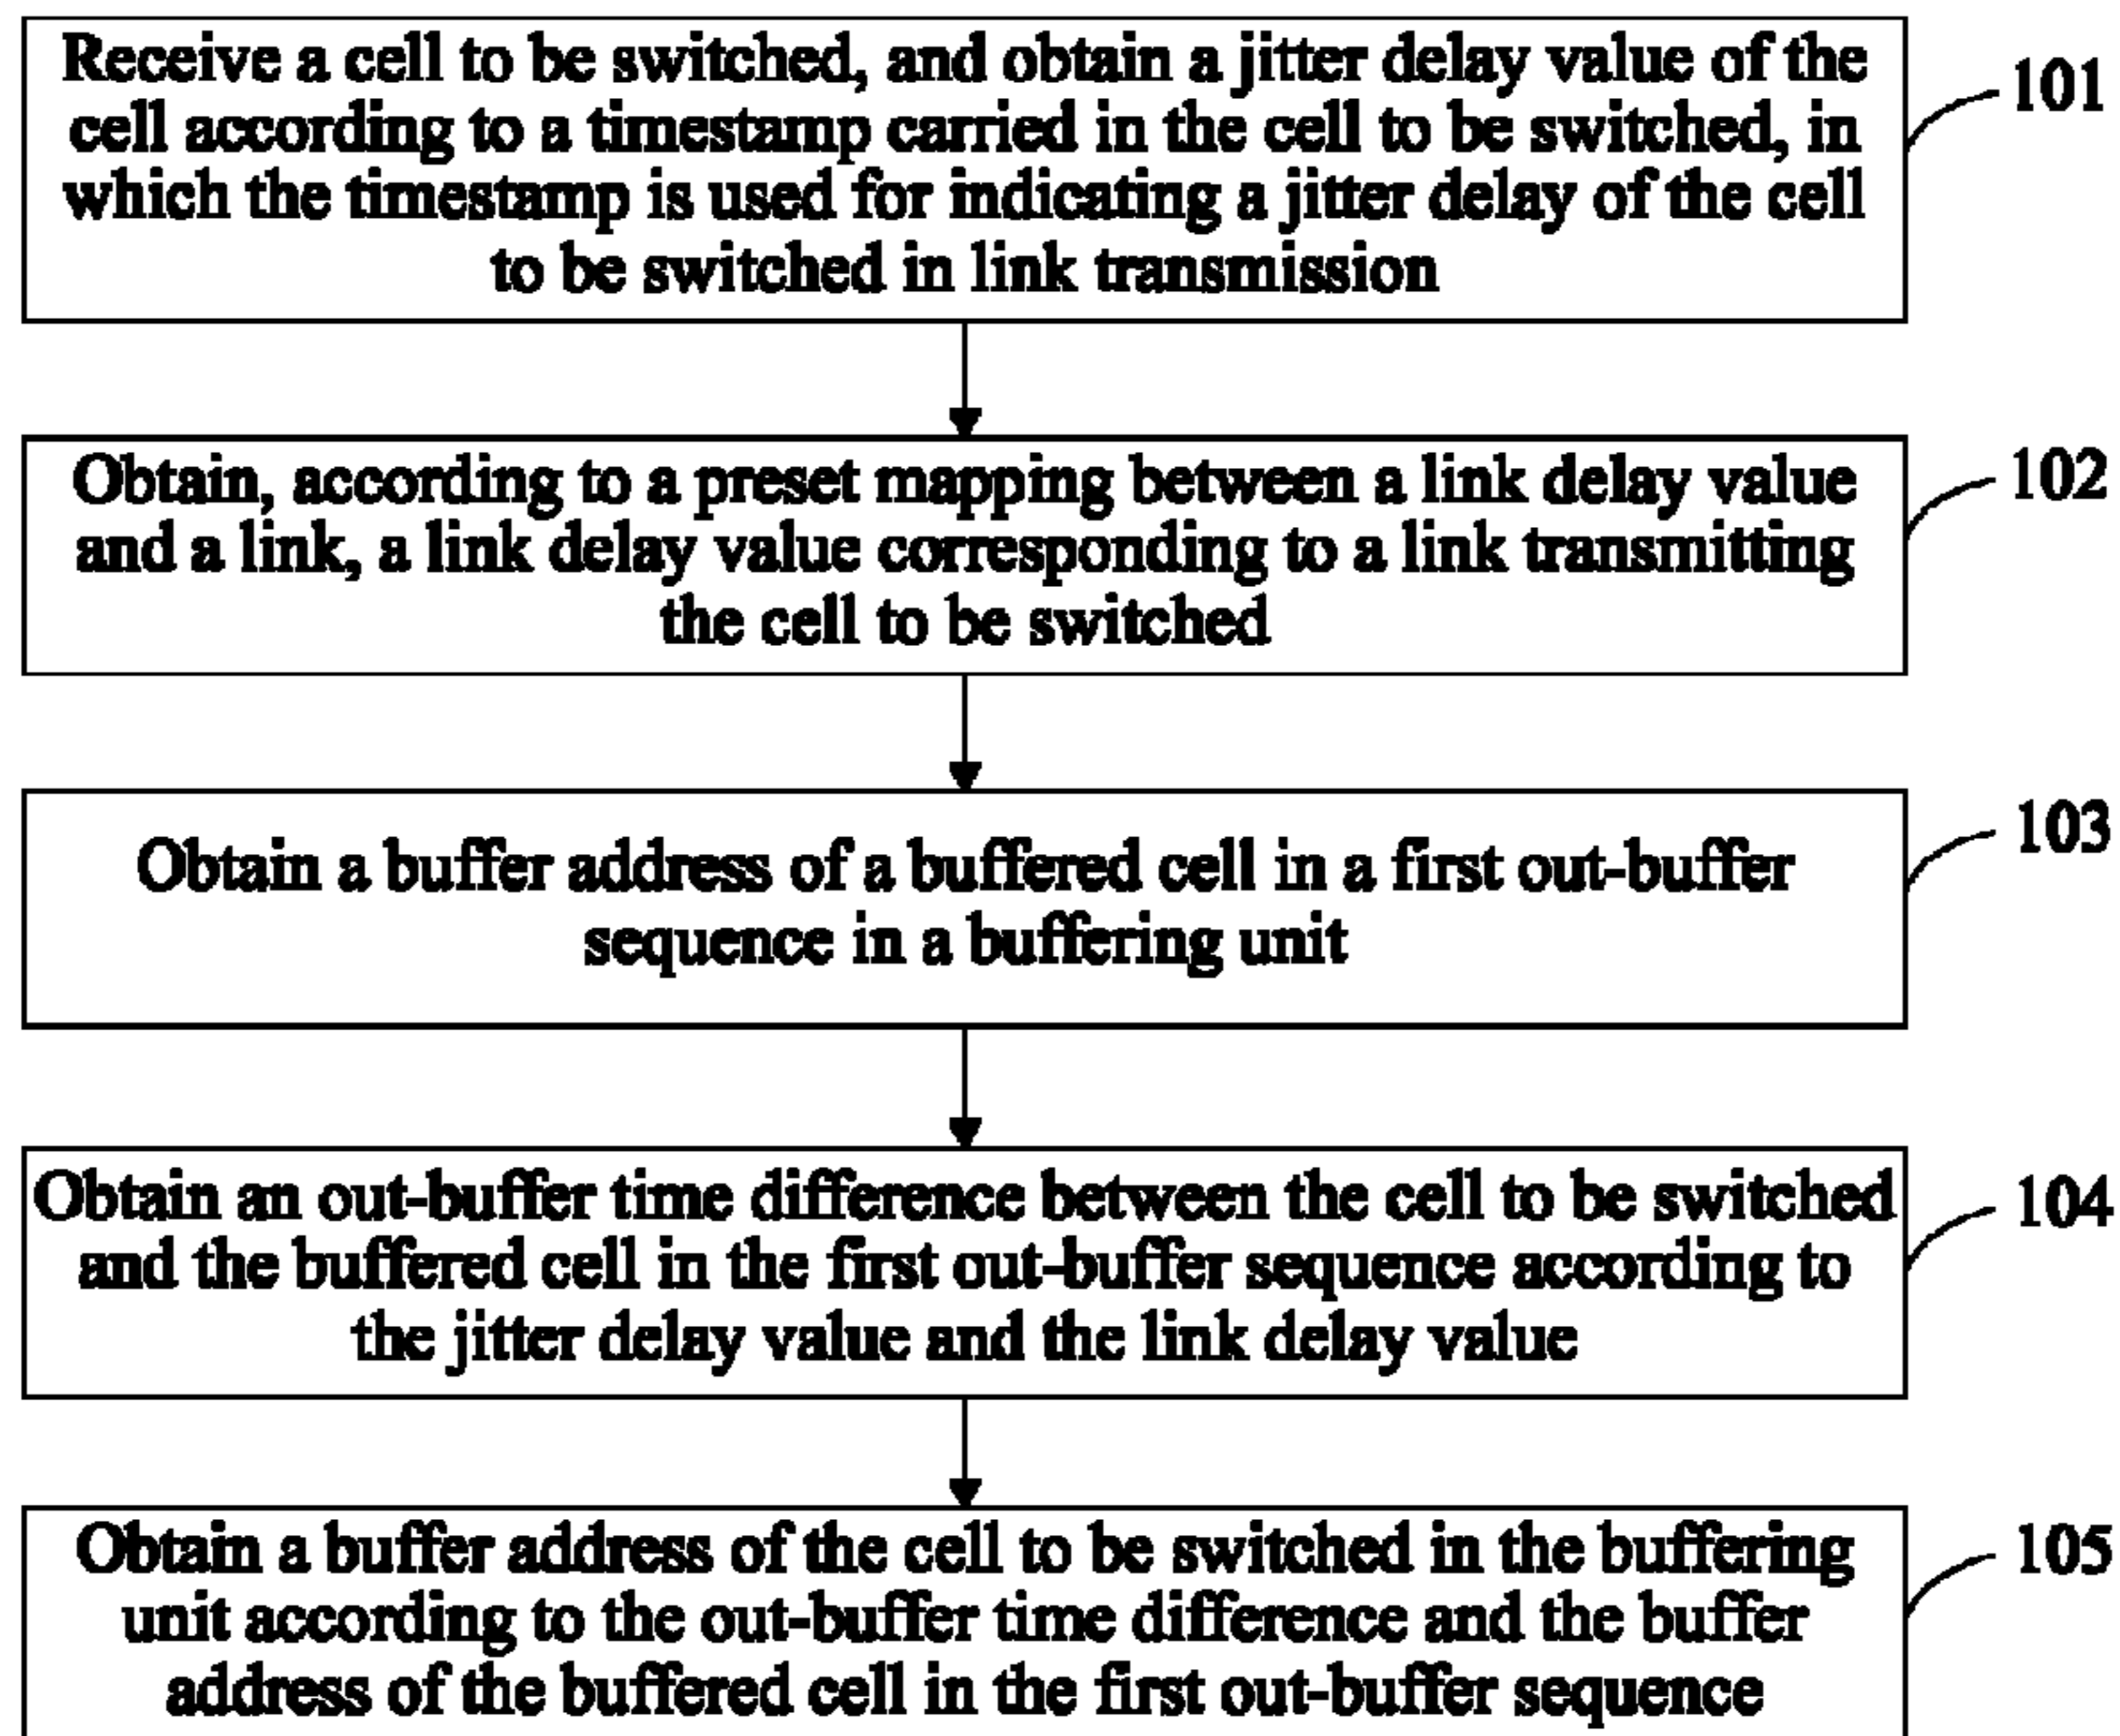 Receive a cell to be switched, and obtain a jitter delay value of the
cell according to a timestamp carried in the cell to be switched, in
which the timestamp is used for indicating a jitter delay of the cell
to be switched in link transmission
101
Obtain, according to a preset mapping between a link delay value
and a link, a link delay value corresponding to a link transmitting
the cell to be switched
102
Obtain a buffer address of a buffered cell in a first out-buffer
sequence in a buffering unit
103
Obtain an out-buffer time difference between the cell to be switched
and the buffered cell in the first out-buffer sequence according to
the jitter delay value and the link delay value
104
Obtain a buffer address of the cell to be switched in the buffering
unit according to the out-buffer time difference and the buffer
address of the buffered cell in the first out-buffer sequence
105